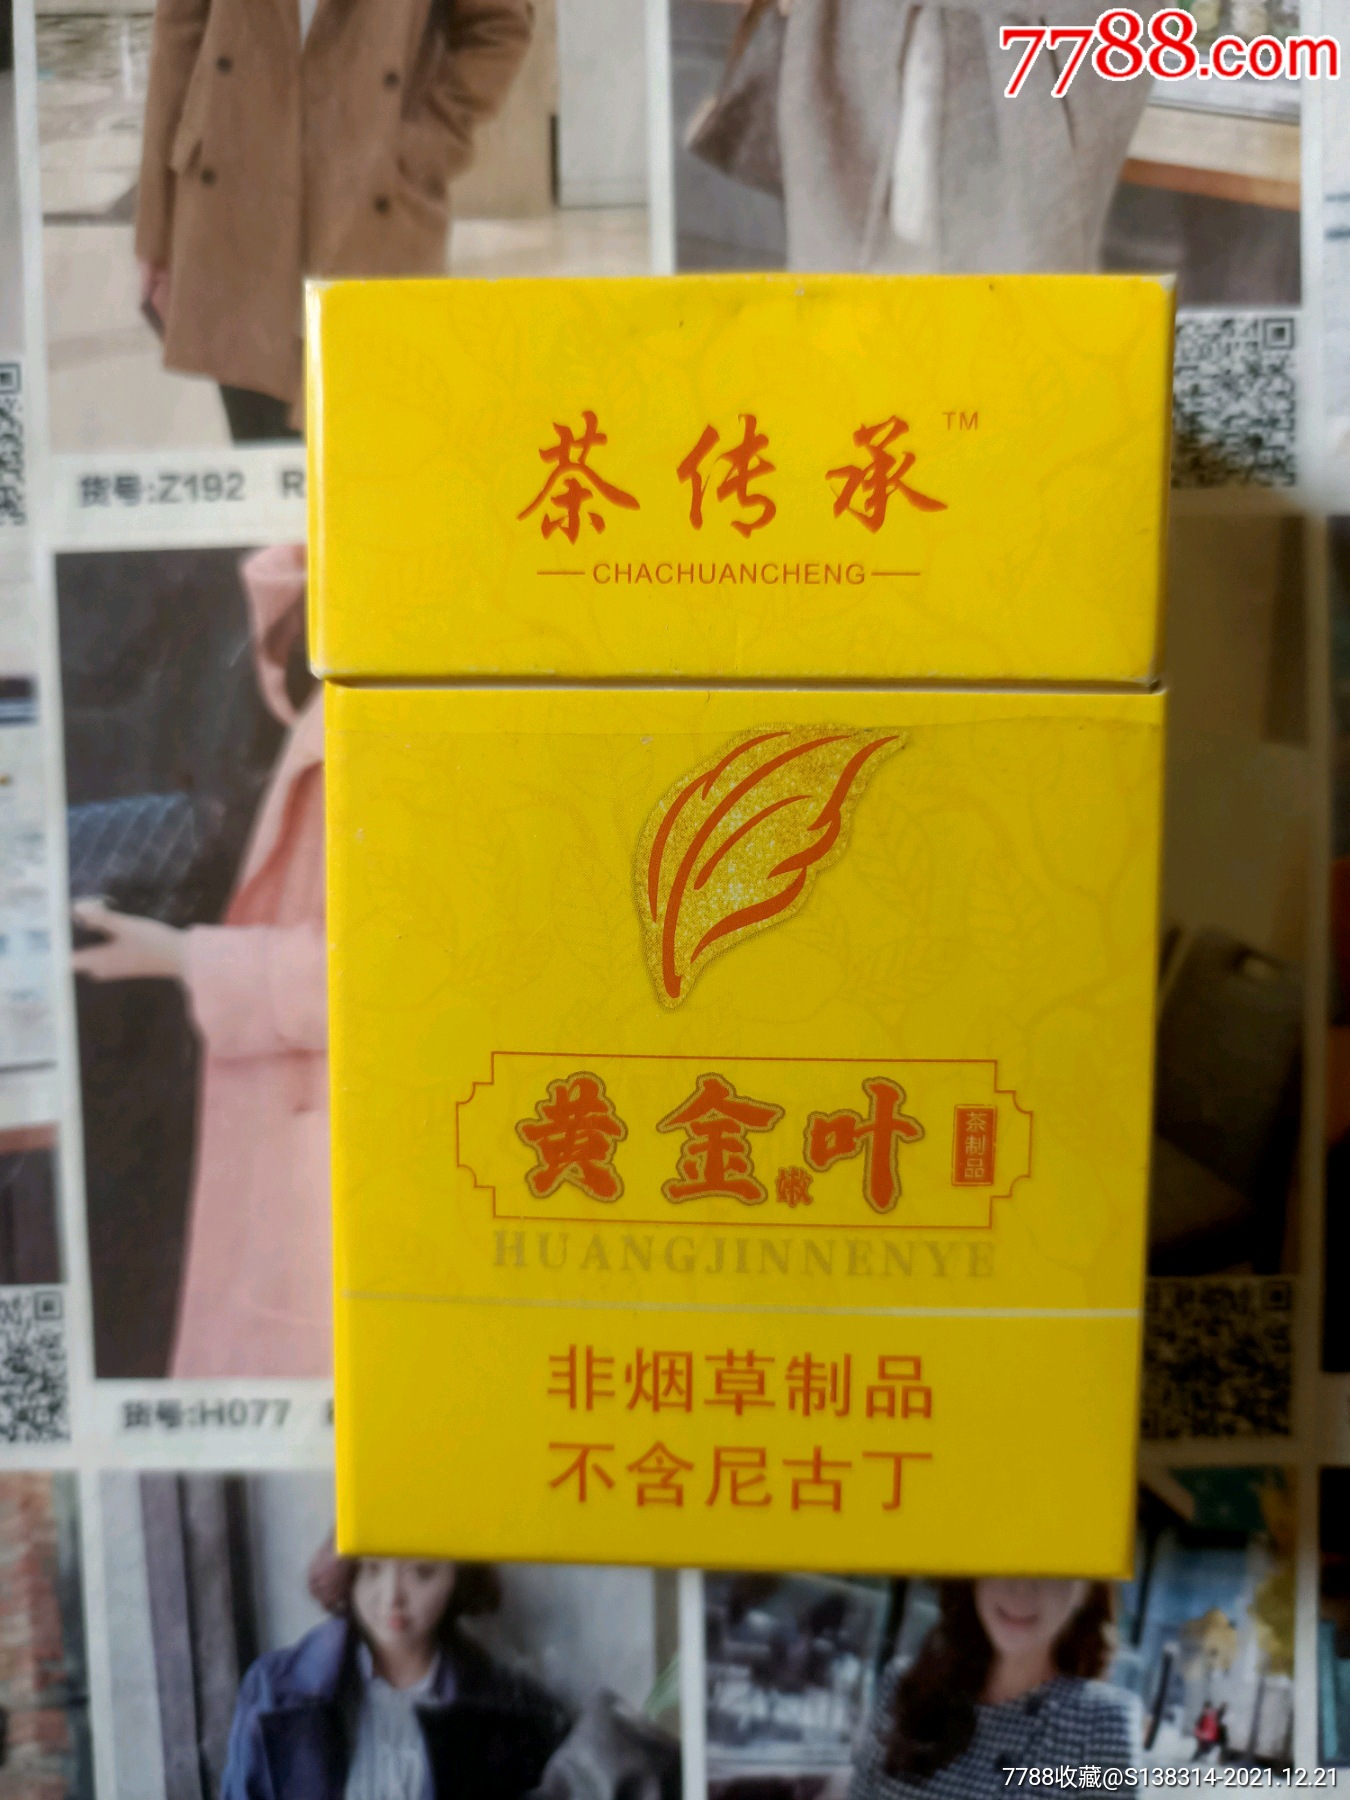 7788.com
货号:Z192 R
茶传承™
CHACHUANCHENG
黄金嫩叶
茶制品
HUANGJINNENYE
货号:H077
非烟草制品
不含尼古丁
7788收藏@S138314-2021.12.21